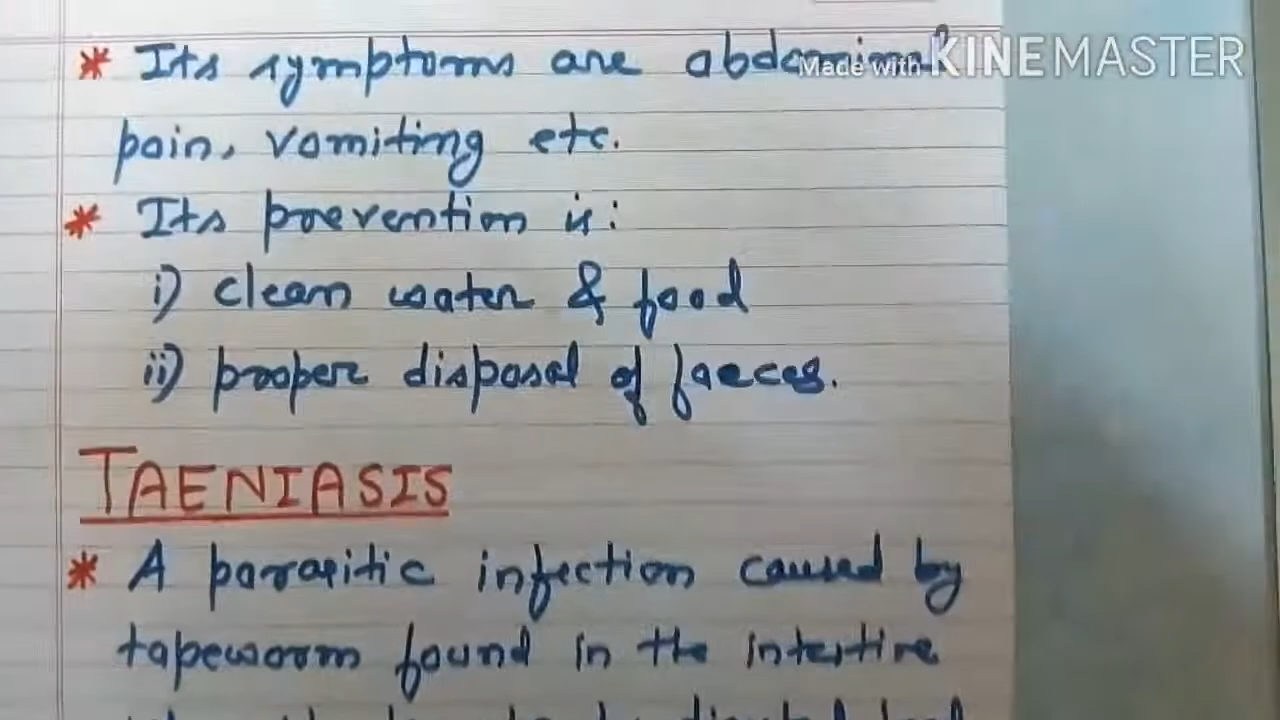 * Its symptoms are abdominal
Made with KINEMASTER
pain, vomiting etc.
* Its prevention is:
i) clean water & food
ii) proper disposal of faeces.
TAENIASIS
* A parasitic infection caused by
tapeworm found in the intestine